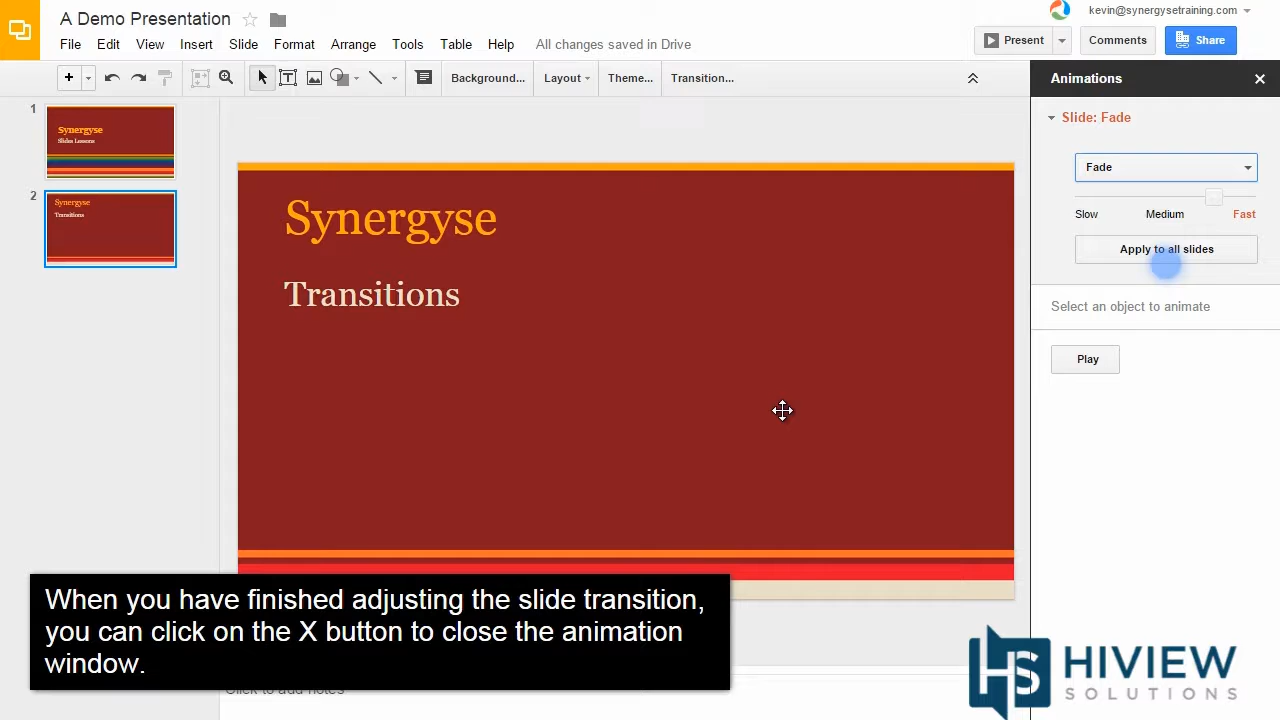 A Demo Presentation
kevin@synergysetraining.com
File Edit View Insert Slide Format Arrange Tools Table Help All changes saved in Drive
Present Comments Share
Background... Layout Theme... Transition...
Animations
1
Synergyse
Slides Lessons
2
Synergyse
Transitions
Synergyse
Transitions
Slide: Fade
Fade
Slow Medium Fast
Apply to all slides
Select an object to animate
Play
When you have finished adjusting the slide transition,
you can click on the X button to close the animation
window.
Click to add notes
HS HIVIEW
SOLUTIONS